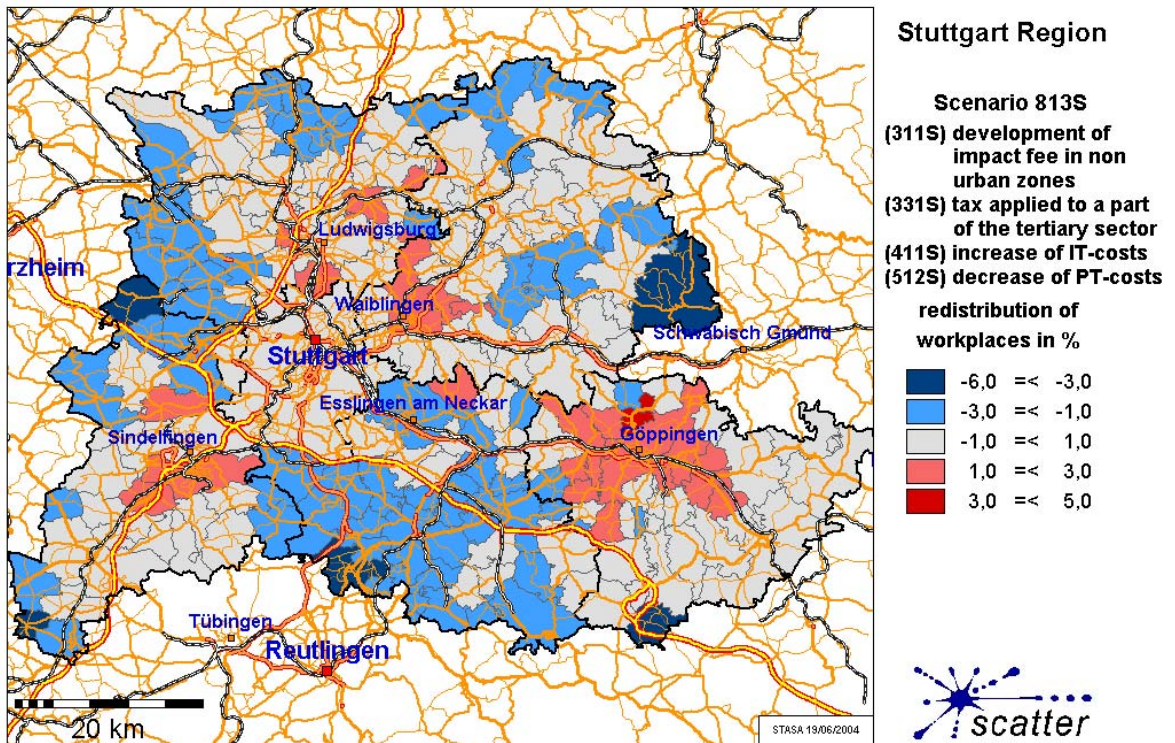 Stuttgart Region
Scenario 813S
(311S) development of
impact fee in non
urban zones
(331S) tax applied to a part
of the tertiary sector
(411S) increase of IT-costs
(512S) decrease of PT-costs
redistribution of
workplaces in %
-6,0 =< -3,0
-3,0 =< -1,0
-1,0 =< 1,0
1,0 =< 3,0
3,0 =< 5,0
scatter
Ludwigsburg
rzheim
Waiblingen
Schwäbisch Gmünd
Stuttgart
Esslingen am Neckar
Sindelfingen
Göppingen
Tübingen
Reutlingen
20 km
STASA 19/06/2004